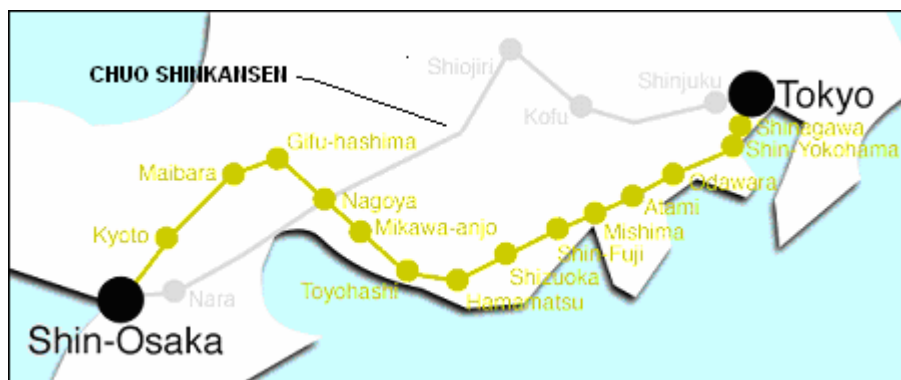 CHUO SHINKANSEN
Shiojiri
Shinjuku
Kofu
Tokyo
Shinagawa
Shin-Yokohama
Gifu-hashima
Maibara
Odawara
Nagoya
Atami
Mikawa-anjo
Mishima
Kyoto
Shin-Fuji
Shizuoka
Toyohashi
Nara
Hamamatsu
Shin-Osaka